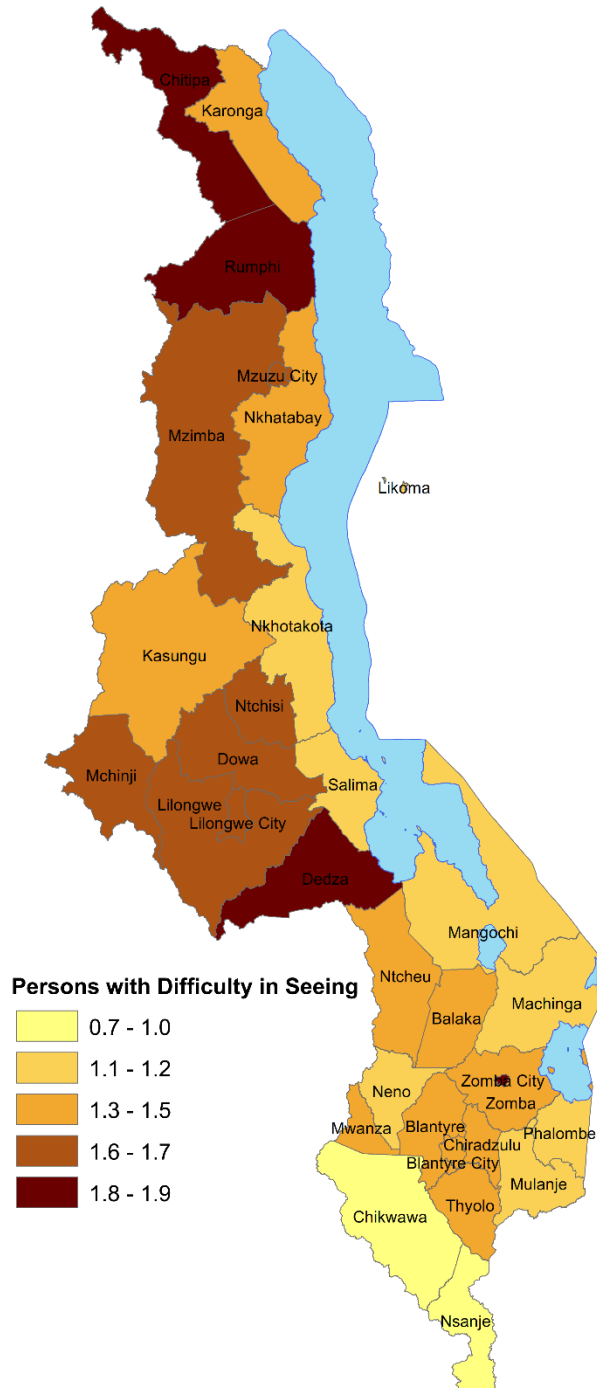 Chitipa
Karonga
Rumphi
Mzuzu City
Nkhatabay
Mzimba
Likoma
Nkhotakota
Kasungu
Ntchisi
Dowa
Mchinji
Salima
Lilongwe
Lilongwe City
Dedza
Mangochi
Ntcheu
Machinga
Balaka
Persons with Difficulty in Seeing
0.7 - 1.0
1.1 - 1.2
1.3 - 1.5
1.6 - 1.7
1.8 - 1.9
Zomba City
Neno
Zomba
Mwanza
Blantyre
Phalombe
Chiradzulu
Blantyre City
Mulanje
Thyolo
Chikwawa
Nsanje